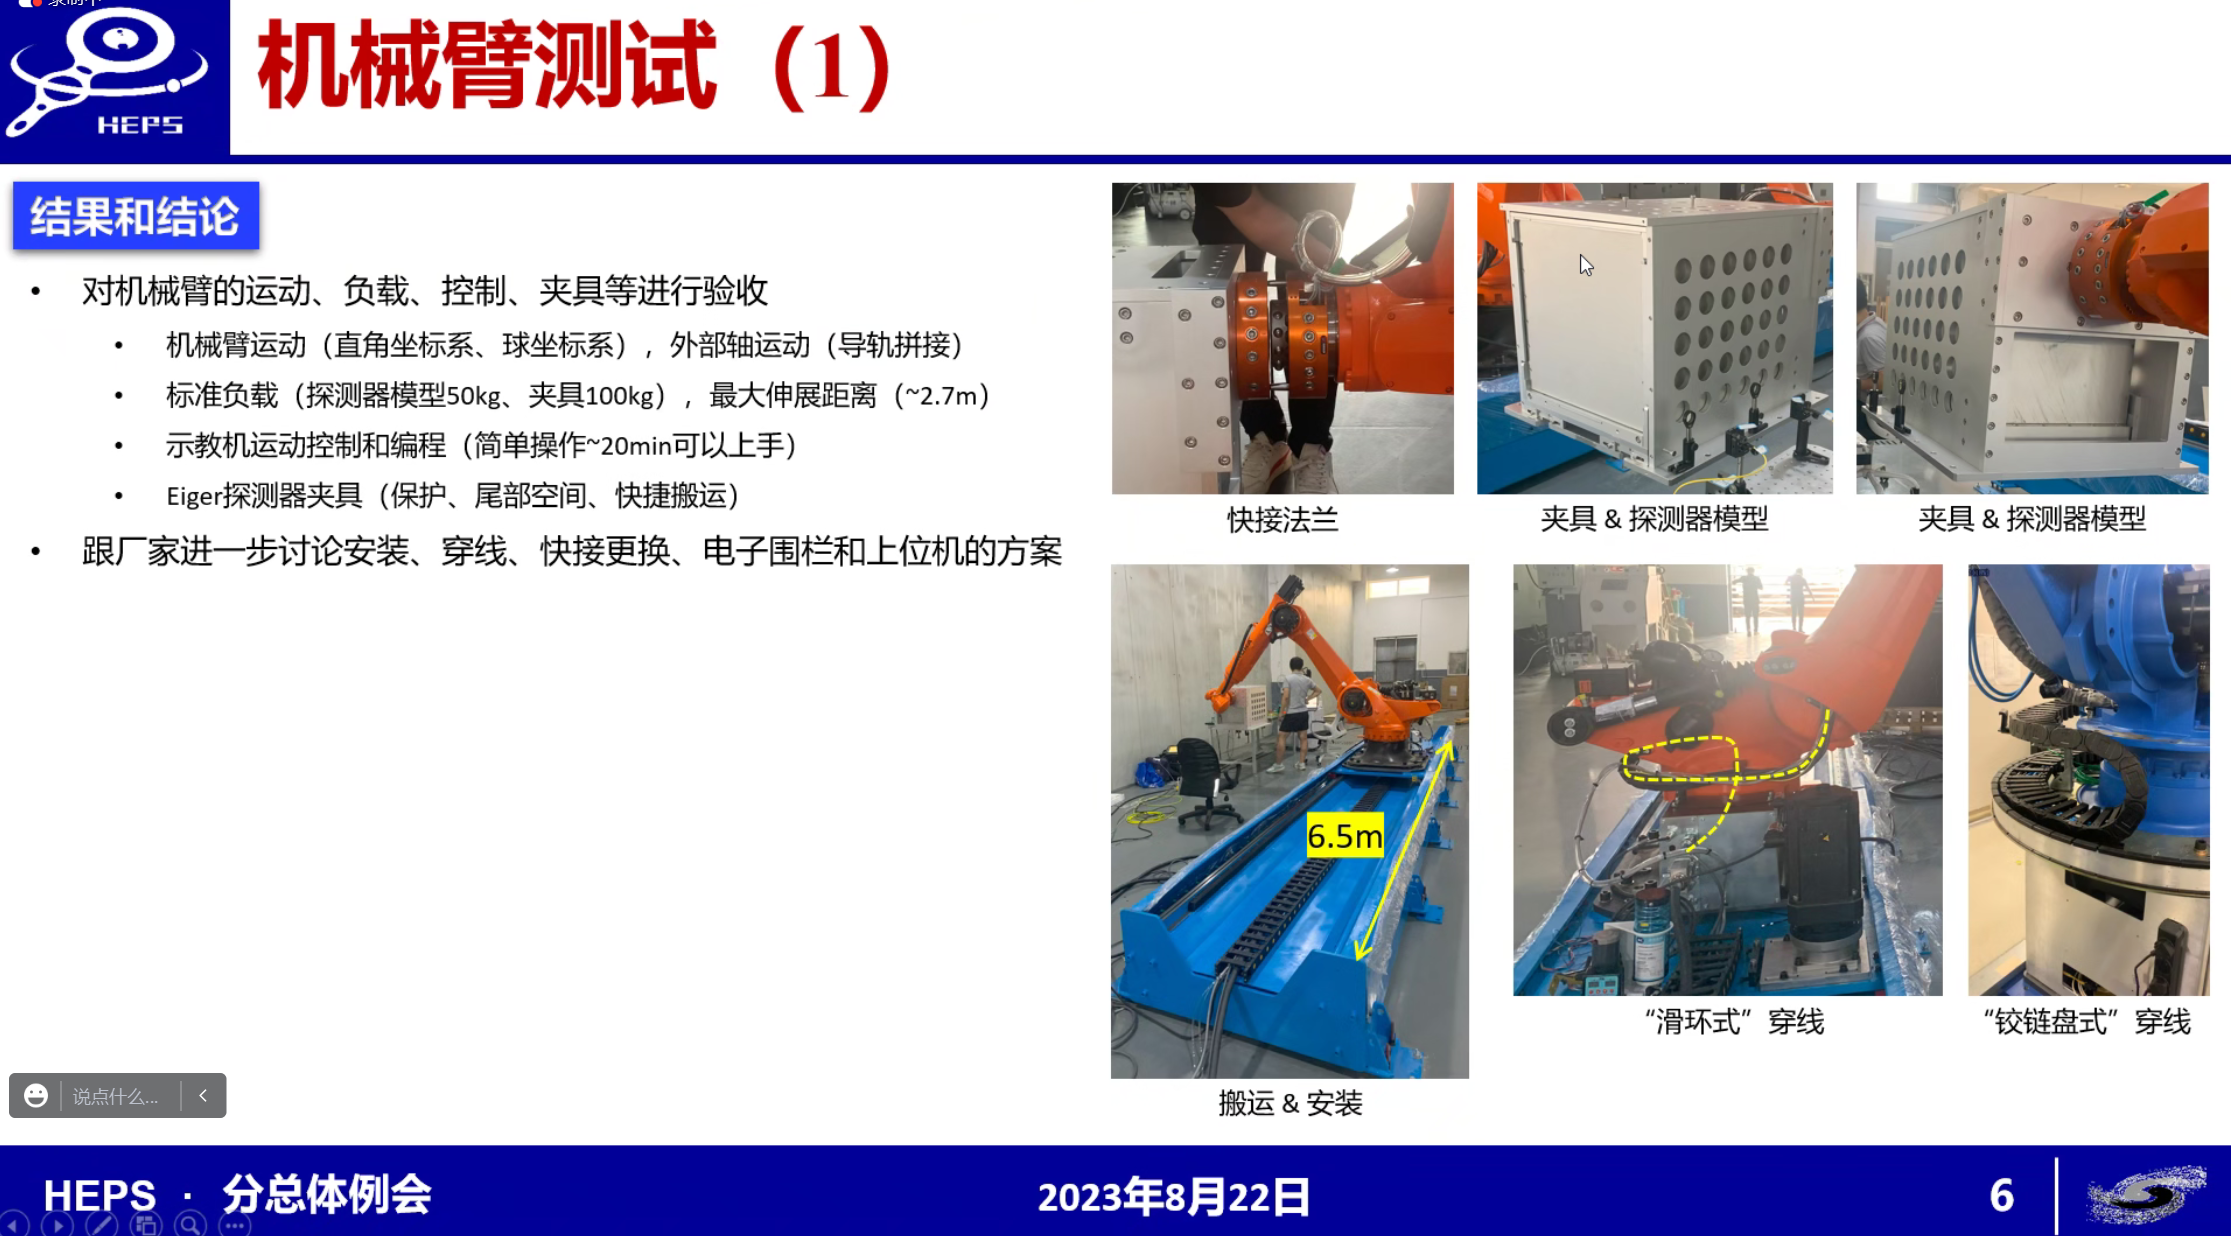 HEPS
机械臂测试（1）
结果和结论
• 对机械臂的运动、负载、控制、夹具等进行验收
• 机械臂运动（直角坐标系、球坐标系），外部轴运动（导轨拼接）
• 标准负载（探测器模型50kg、夹具100kg），最大伸展距离（~2.7m）
• 示教机运动控制和编程（简单操作~20min可以上手）
• Eiger探测器夹具（保护、尾部空间、快捷搬运）
• 跟厂家进一步讨论安装、穿线、快接更换、电子围栏和上位机的方案
快接法兰
夹具 & 探测器模型
夹具 & 探测器模型
6.5m
搬运 & 安装
“滑环式”穿线
“铰链盘式”穿线
说点什么...
HEPS · 分总体例会
2023年8月22日
6